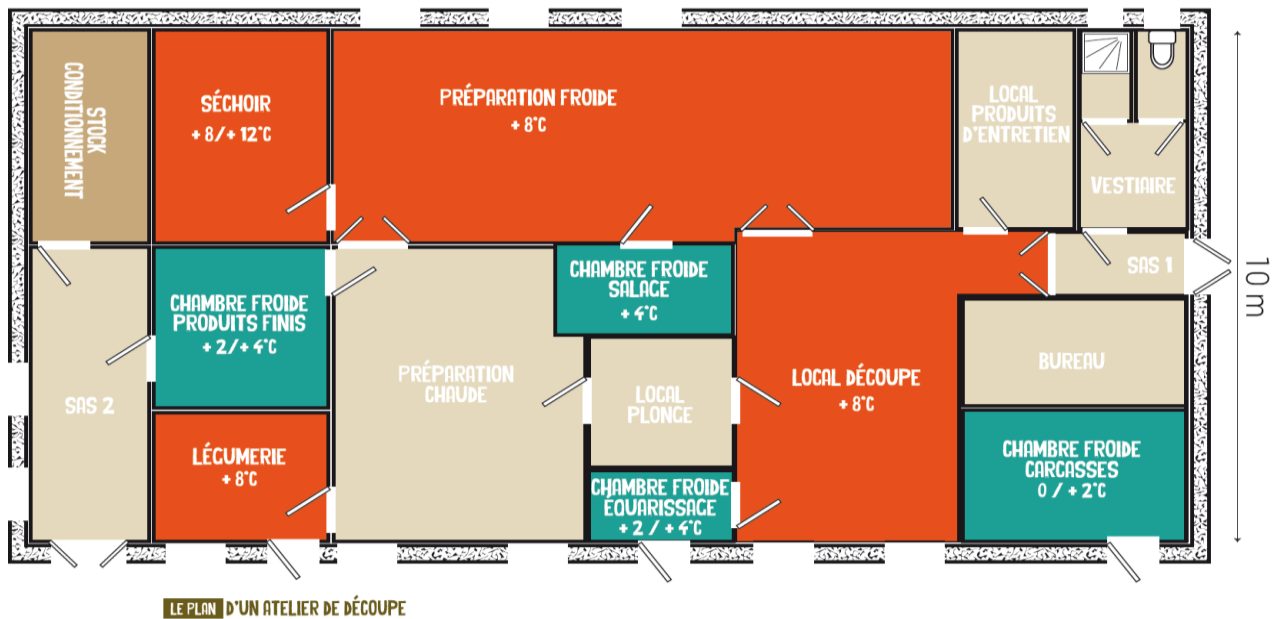 STOCK
CONDITIONNEMENT
SÉCHOIR
+ 8/+ 12°C
PRÉPARATION FROIDE
+ 8°C
LOCAL
PRODUITS
D'ENTRETIEN
VESTIAIRE
SAS 1
10 m
CHAMBRE FROIDE
PRODUITS FINIS
+ 2/+ 4°C
CHAMBRE FROIDE
SALAGE
+ 4°C
SAS 2
PRÉPARATION
CHAUDE
LOCAL
PLONGE
LOCAL DÉCOUPE
+ 8°C
BUREAU
LÉGUMERIE
+ 8°C
CHAMBRE FROIDE
ÉQUARISSAGE
+ 2 / + 4°C
CHAMBRE FROIDE
CARCASSES
0 / + 2°C
LE PLAN D'UN ATELIER DE DÉCOUPE